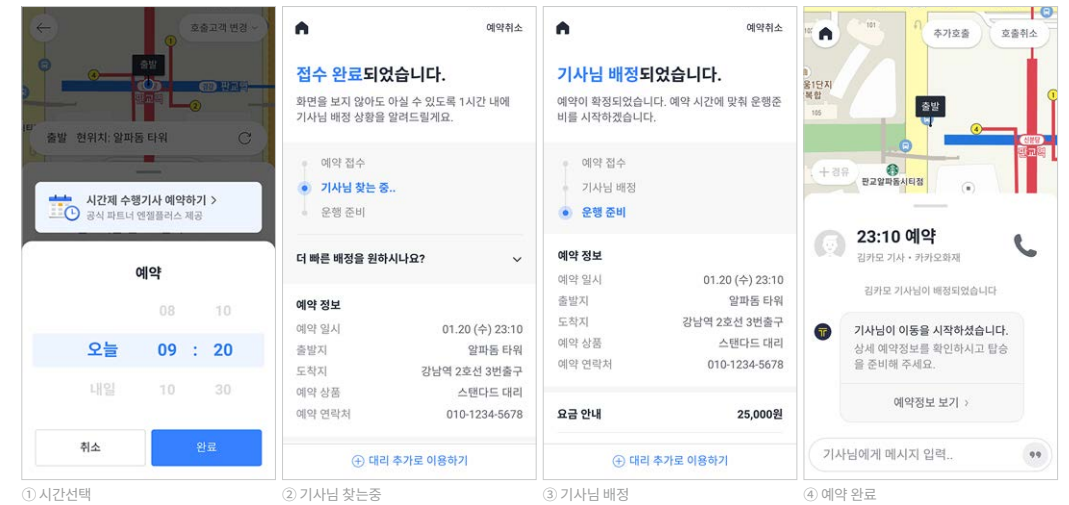 호출고객 변경
출발
판교역
출발 현위치: 알파돔 타워
시간제 수행기사 예약하기 >
공식 파트너 엔젤플러스 제공
예약
08 10
오늘 09 : 20
내일 10 30
취소 완료
① 시간선택
예약취소
접수 완료되었습니다.
화면을 보지 않아도 아실 수 있도록 1시간 내에
기사님 배정 상황을 알려드릴게요.
예약 접수
기사님 찾는 중..
운행 준비
더 빠른 배정을 원하시나요?
예약 정보
예약 일시 01.20 (수) 23:10
출발지 알파돔 타워
도착지 강남역 2호선 3번출구
예약 상품 스탠다드 대리
예약 연락처 010-1234-5678
대리 추가로 이용하기
② 기사님 찾는중
예약취소
기사님 배정되었습니다.
예약이 확정되었습니다. 예약 시간에 맞춰 운행준
비를 시작하겠습니다.
예약 접수
기사님 배정
운행 준비
예약 정보
예약 일시 01.20 (수) 23:10
출발지 알파돔 타워
도착지 강남역 2호선 3번출구
예약 상품 스탠다드 대리
예약 연락처 010-1234-5678
요금 안내 25,000원
대리 추가로 이용하기
③ 기사님 배정
101
추가호출 호출취소
105
출발
4
신분당
판교역
+ 경유
판교알파돔시티점
23:10 예약
김카모 기사 • 카카오화재
김카모 기사님이 배정되었습니다
기사님이 이동을 시작하셨습니다.
상세 예약정보를 확인하시고 탑승
을 준비해 주세요.
예약정보 보기 >
기사님에게 메시지 입력..
④ 예약 완료